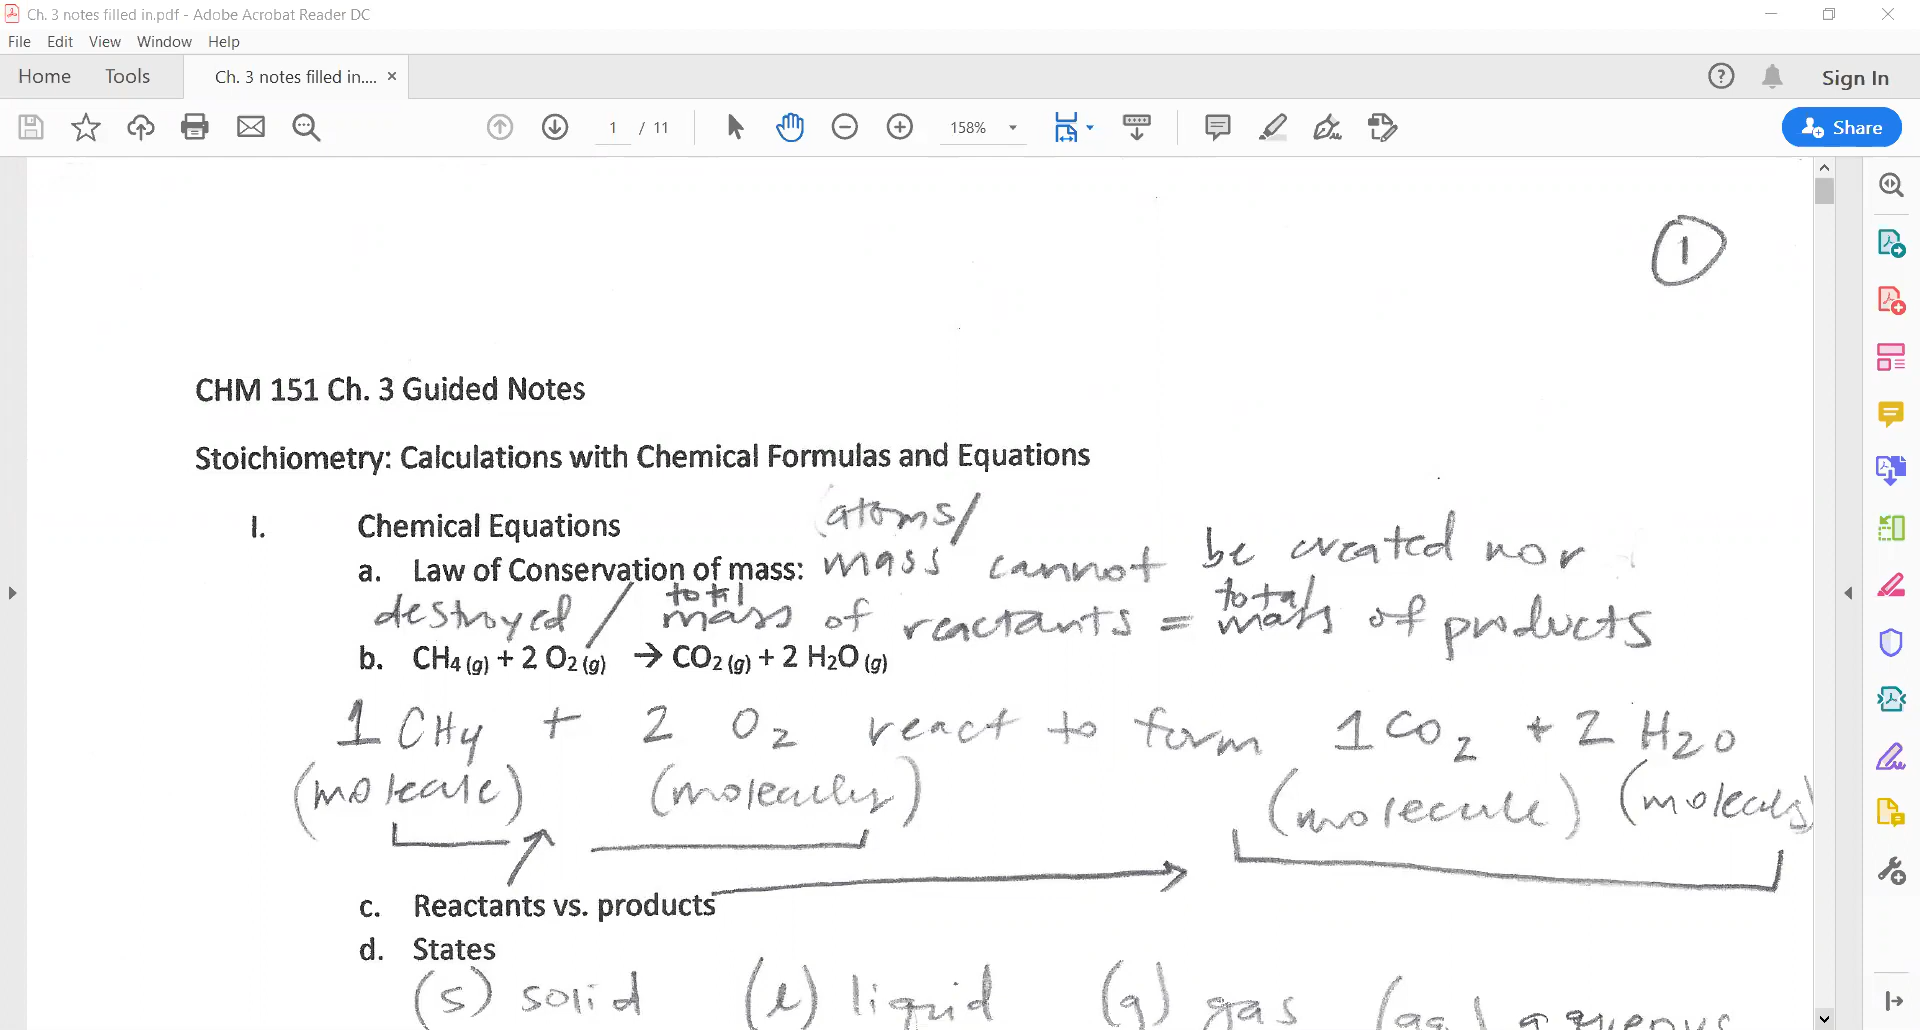 Ch. 3 notes filled in.pdf - Adobe Acrobat Reader DC
File Edit View Window Help
Home Tools Ch. 3 notes filled in.... × Sign In
1 / 11 158% Share
1
CHM 151 Ch. 3 Guided Notes
Stoichiometry: Calculations with Chemical Formulas and Equations
I. Chemical Equations
(atoms/
a. Law of Conservation of mass: mass cannot be created nor
total total
destroyed / mass of reactants = mass of products
b. CH4 (g) + 2 O2 (g) → CO2 (g) + 2 H2O (g)
1 CH4 + 2 O2 react to form 1 CO2 + 2 H2O
(molecule) (molecules) (molecule) (molecules)
c. Reactants vs. products
d. States
(s) solid (l) liquid (g) gas (aq) aqueous